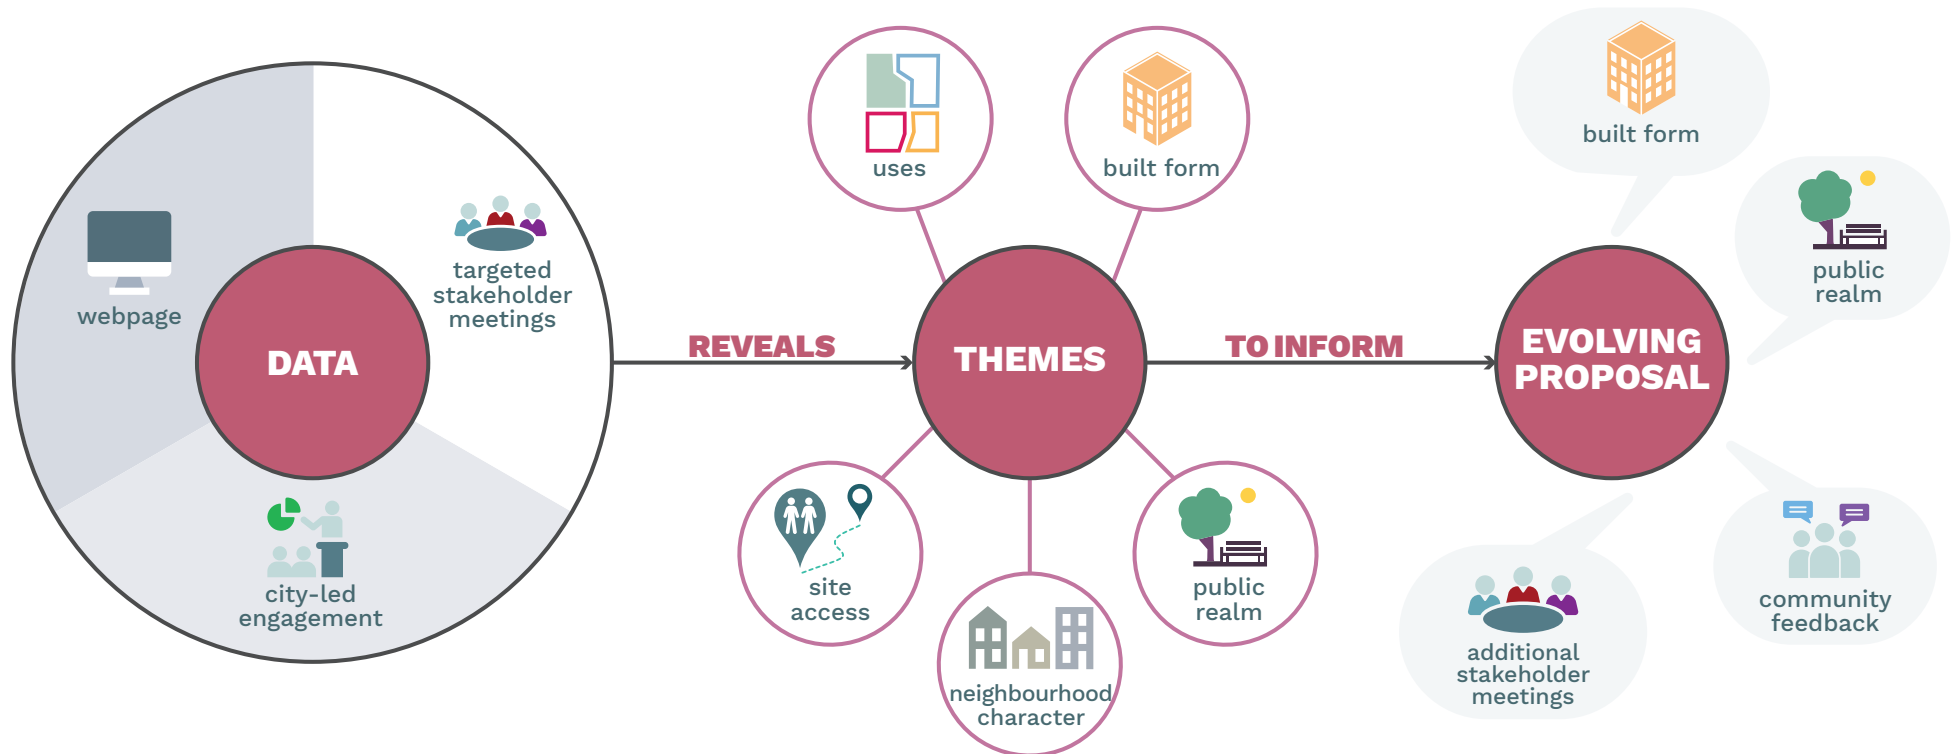 webpage
targeted
stakeholder
meetings
DATA
city-led
engagement
REVEALS
uses
built form
THEMES
site
access
neighbourhood
character
public
realm
TO INFORM
built form
public
realm
EVOLVING
PROPOSAL
additional
stakeholder
meetings
community
feedback